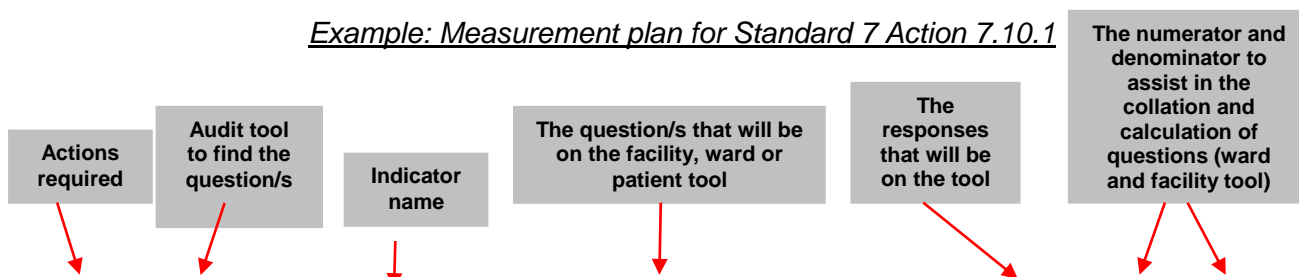 Example: Measurement plan for Standard 7 Action 7.10.1
Actions
required
Audit tool
to find the
question/s
Indicator
name
The question/s that will be
on the facility, ward or
patient tool
The
responses
that will be
on the tool
The numerator and
denominator to
assist in the
collation and
calculation of
questions (ward
and facility tool)